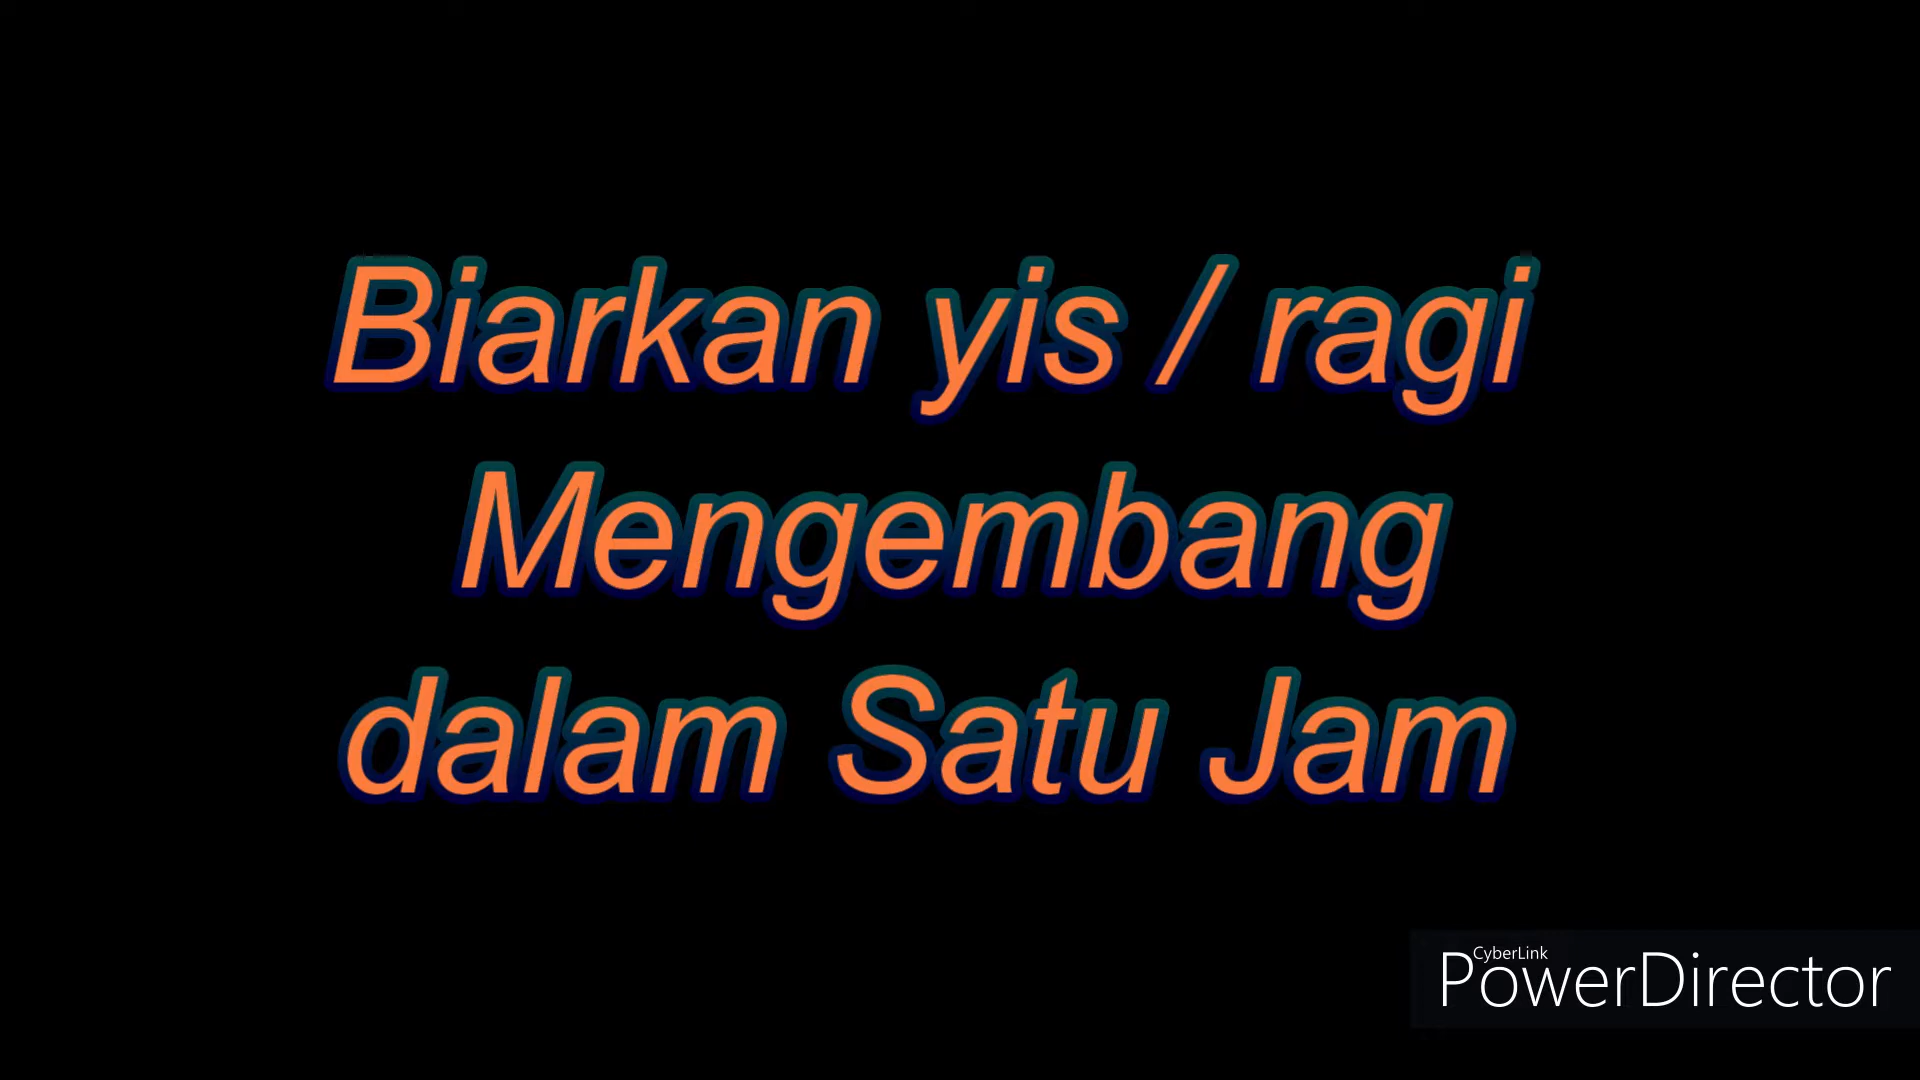 Biarkan yis / ragi
Mengembang
dalam Satu Jam
CyberLink
PowerDirector